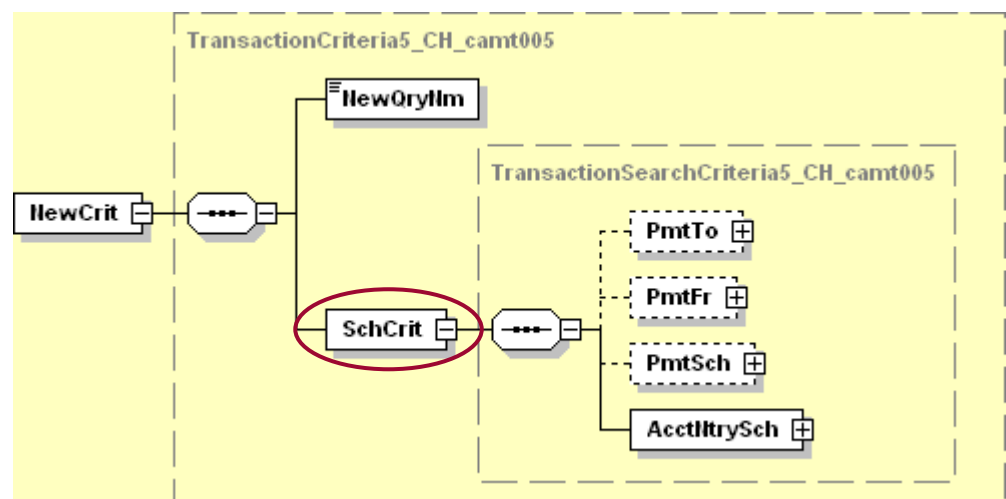 TransactionCriteria5_CH_camt005
NewQryNm
TransactionSearchCriteria5_CH_camt005
NewCrit
PmtTo
PmtFr
SchCrit
PmtSch
AcctNtrySch